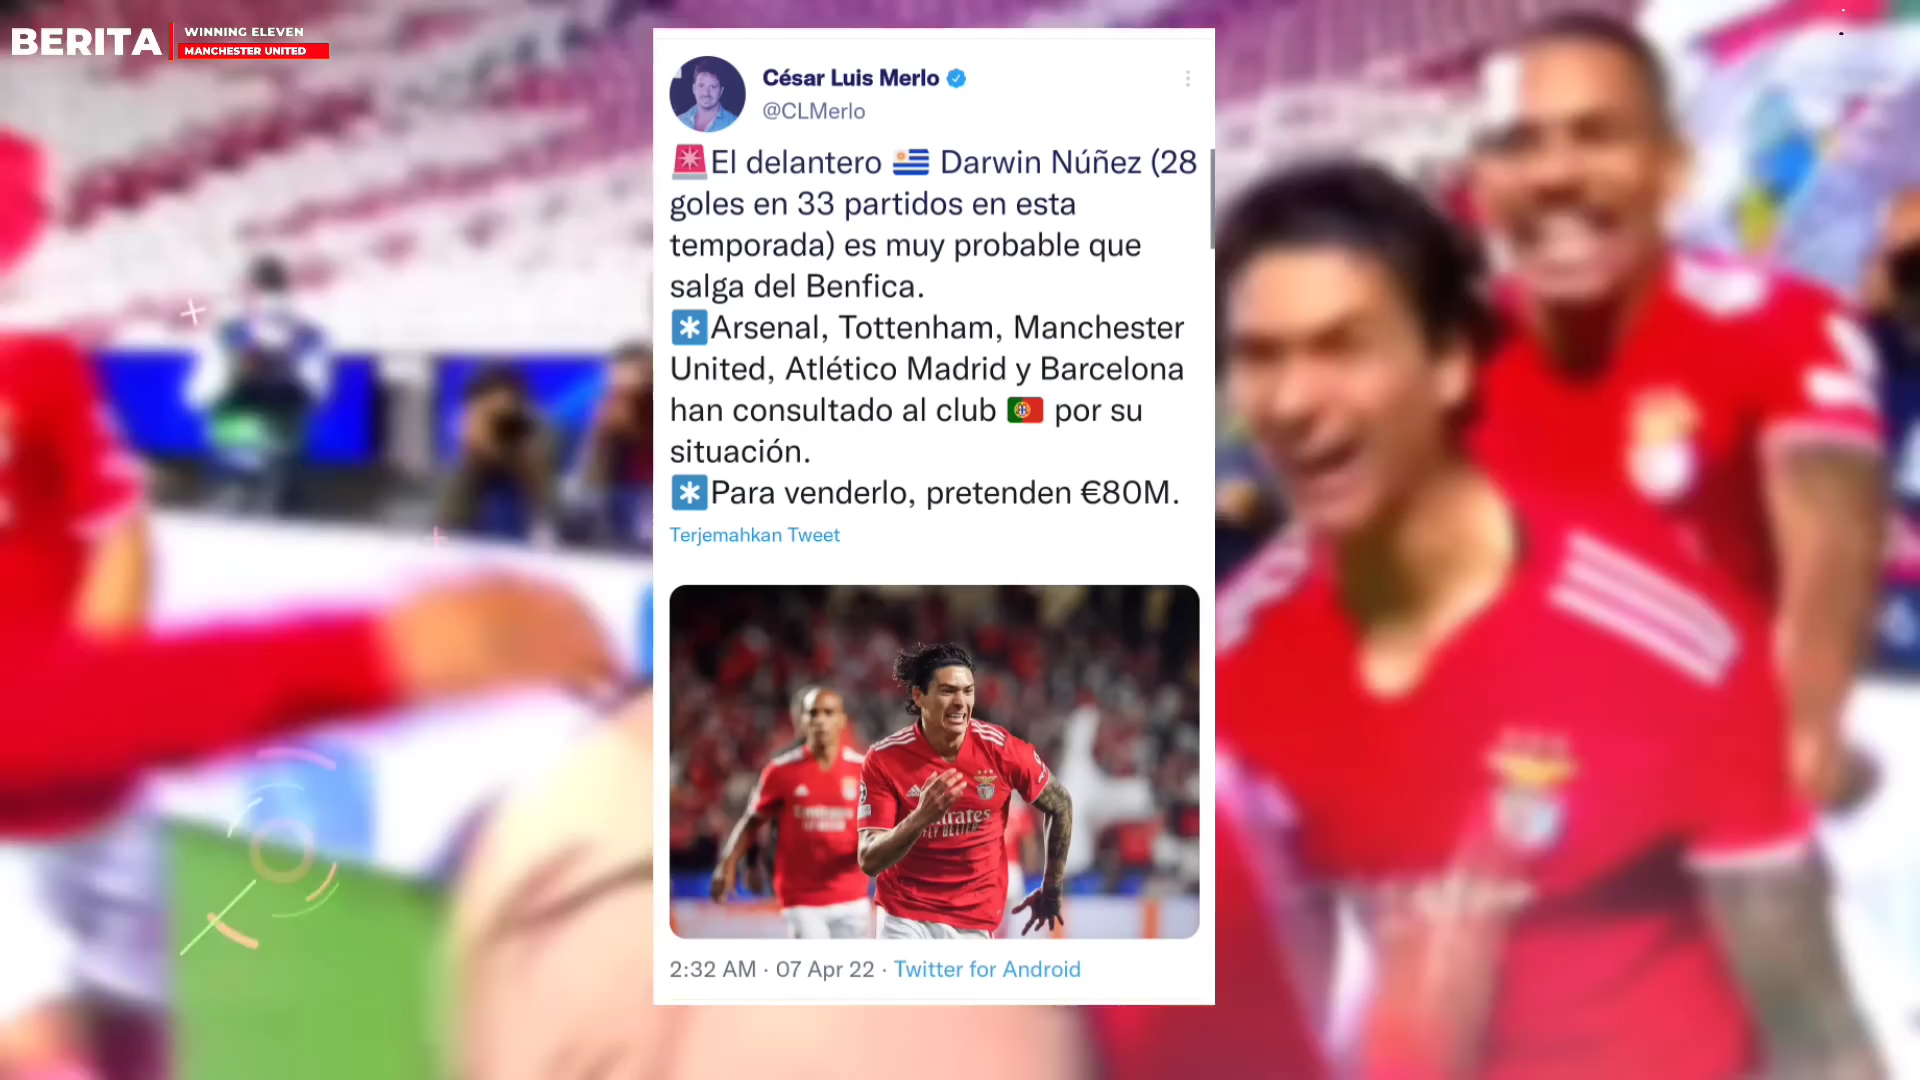 BERITA
WINNING ELEVEN
MANCHESTER UNITED
César Luis Merlo
@CLMerlo
🚨El delantero 🇺🇾 Darwin Núñez (28
goles en 33 partidos en esta
temporada) es muy probable que
salga del Benfica.
*️⃣Arsenal, Tottenham, Manchester
United, Atlético Madrid y Barcelona
han consultado al club 🇵🇹 por su
situación.
*️⃣Para venderlo, pretenden €80M.
Terjemahkan Tweet
Emirates
FLY BETTER
2:32 AM · 07 Apr 22 · Twitter for Android